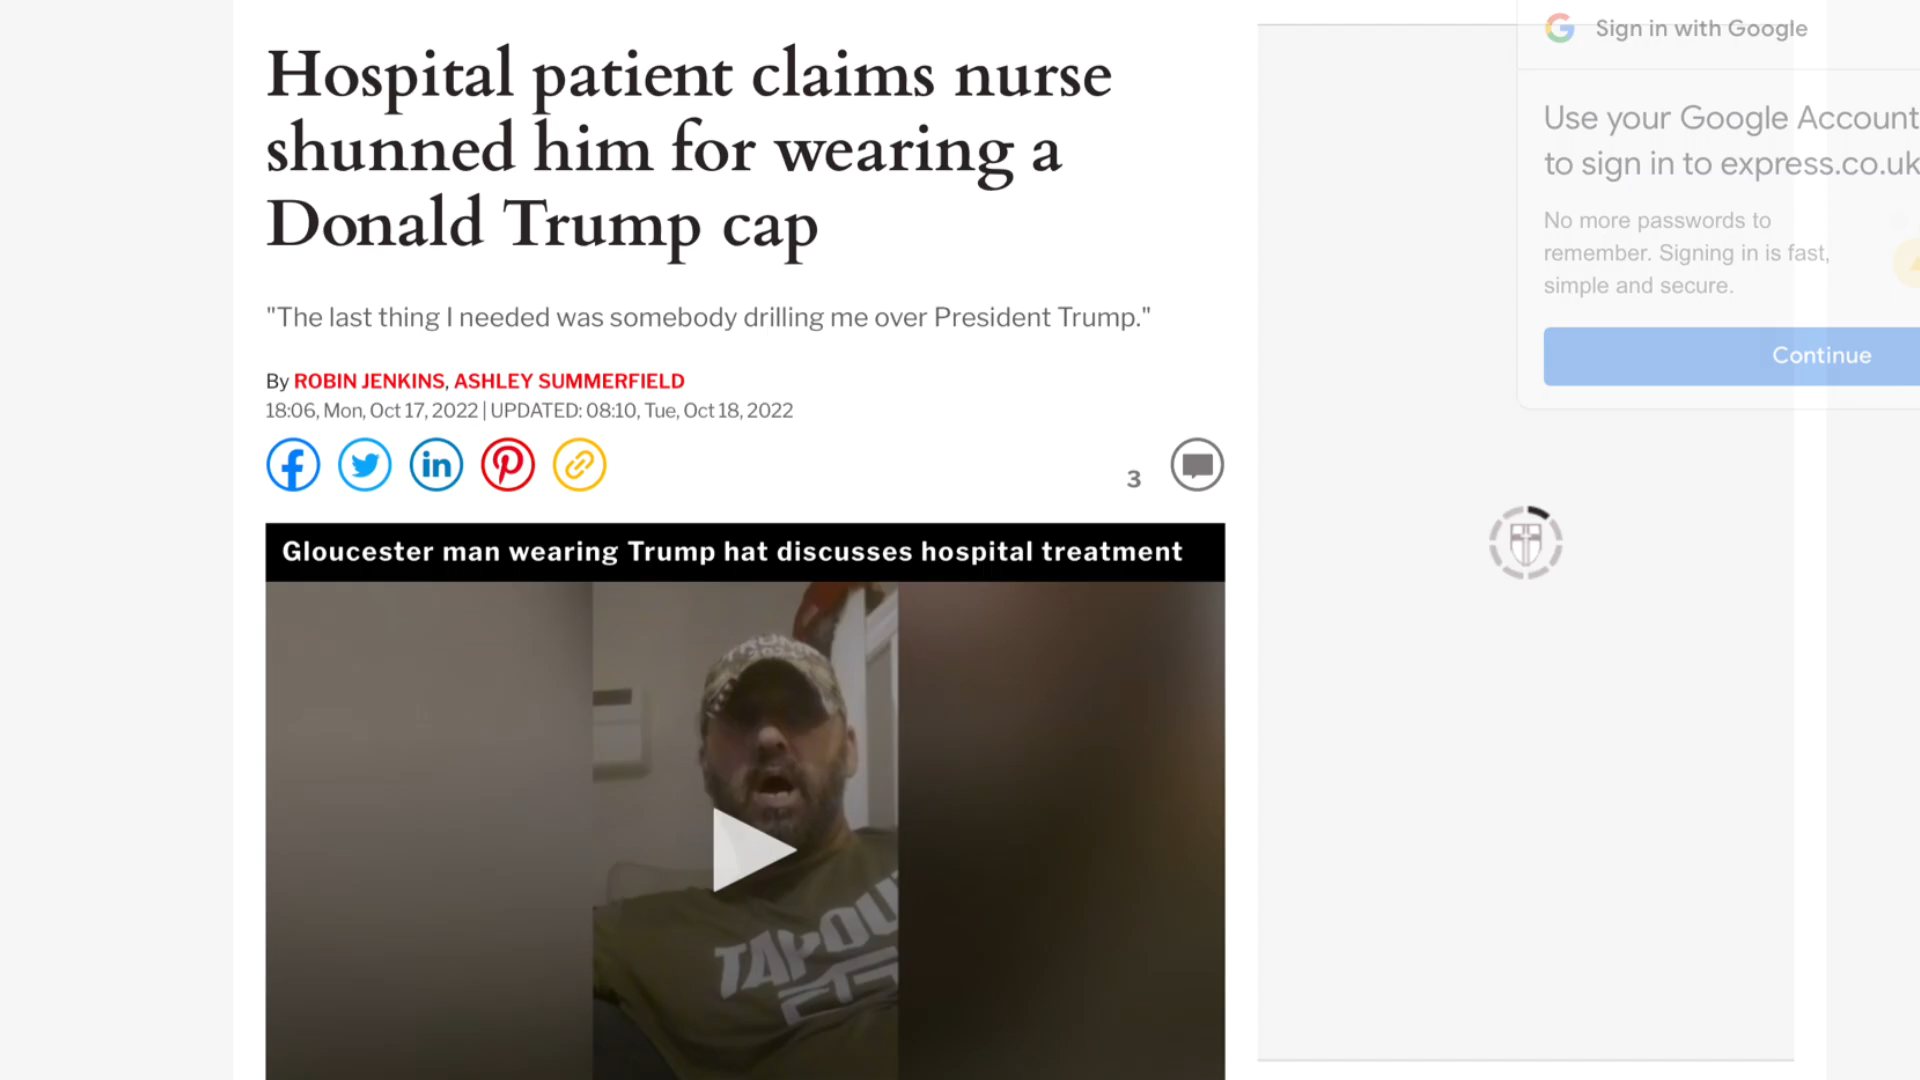 Hospital patient claims nurse
shunned him for wearing a
Donald Trump cap
"The last thing I needed was somebody drilling me over President Trump."
By ROBIN JENKINS, ASHLEY SUMMERFIELD
18:06, Mon, Oct 17, 2022 | UPDATED: 08:10, Tue, Oct 18, 2022
3
Gloucester man wearing Trump hat discusses hospital treatment
TRUMP
TAPOU
Sign in with Google
Use your Google Account
to sign in to express.co.uk
No more passwords to
remember. Signing in is fast,
simple and secure.
Continue